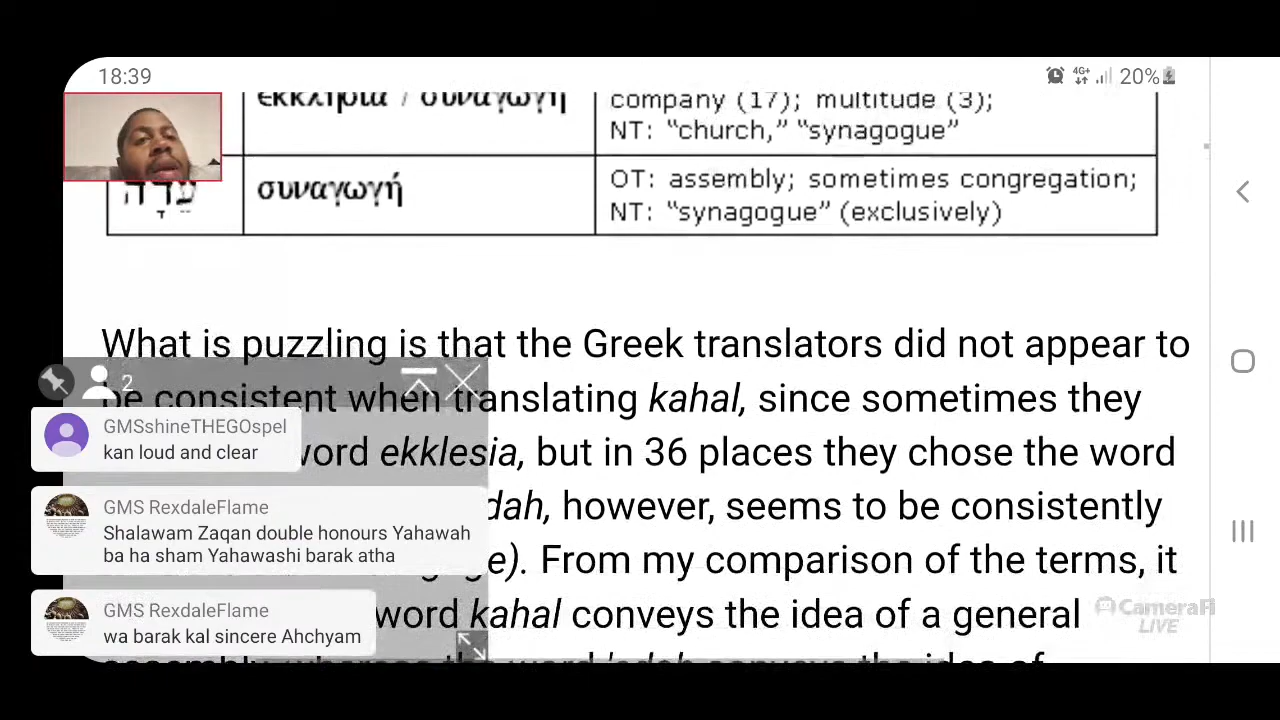 18:39
4G+
20%
εκκλησία / συναγωγή
company (17); multitude (3);
NT: “church,” “synagogue”
עֵדָה
συναγωγή
OT: assembly; sometimes congregation;
NT: “synagogue” (exclusively)
What is puzzling is that the Greek translators did not appear to
be consistent when translating kahal, since sometimes they
word ekklesia, but in 36 places they chose the word
dah, however, seems to be consistently
e). From my comparison of the terms, it
word kahal conveys the idea of a general
2
GMSshineTHEGOspel
kan loud and clear
GMS RexdaleFlame
Shalawam Zaqan double honours Yahawah
ba ha sham Yahawashi barak atha
GMS RexdaleFlame
wa barak kal sincere Ahchyam
CameraFi
LIVE